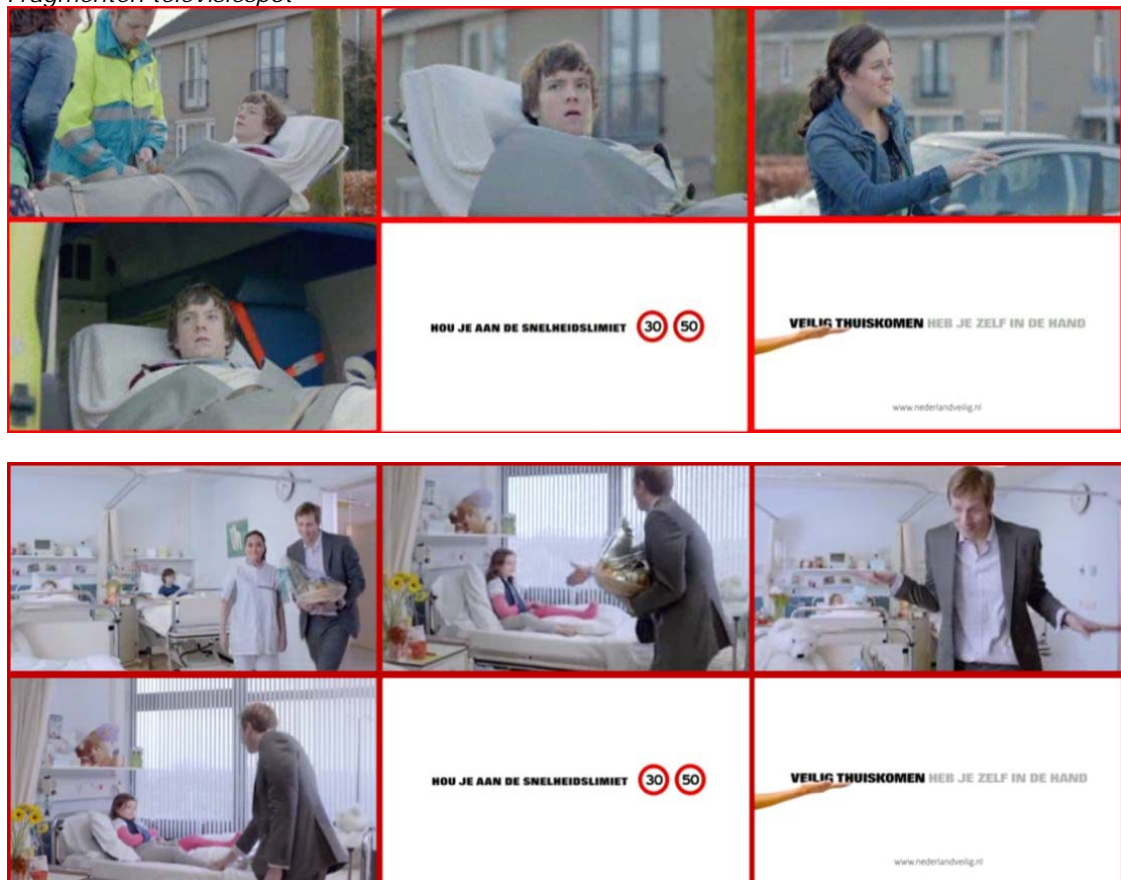 Fragmenten televisiespot
HOU JE AAN DE SNELHEIDSLIMIET 30 50
VEILIG THUISKOMEN HEB JE ZELF IN DE HAND
www.nederlandveilig.nl
HOU JE AAN DE SNELHEIDSLIMIET 30 50
VEILIG THUISKOMEN HEB JE ZELF IN DE HAND
www.nederlandveilig.nl